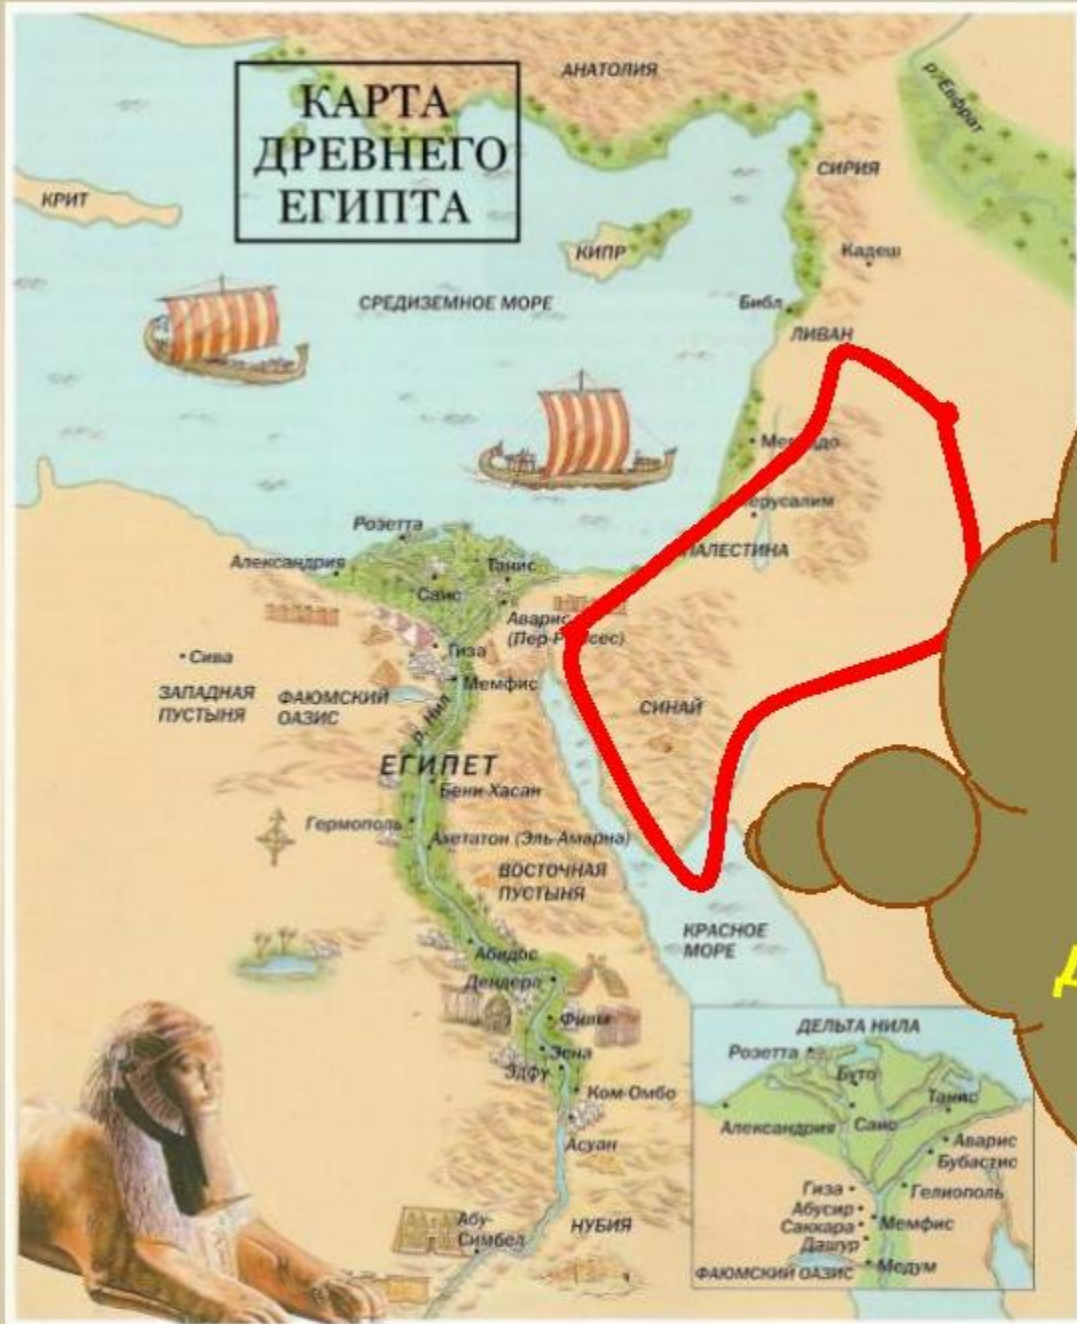 КАРТА
ДРЕВНЕГО
ЕГИПТА
АНАТОЛИЯ
р. Евфрат
СИРИЯ
КРИТ
КИПР
Кадеш
СРЕДИЗЕМНОЕ МОРЕ
Библ
ЛИВАН
Розетта
ПАЛЕСТИНА
Александрия
Танис
Саис
Аварис
Гиза
Сива
Мемфис
ЗАПАДНАЯ
ПУСТЫНЯ
ФАЮМСКИЙ
ОАЗИС
р. Нил
СИНАЙ
ЕГИПЕТ
Бени-Хасан
Гермополь
Ахетатон (Эль-Амарна)
ВОСТОЧНАЯ
ПУСТЫНЯ
КРАСНОЕ
МОРЕ
Абидос
Дендера
Эсна
Эдфу
Ком-Омбо
Асуан
Абу-
Симбел
НУБИЯ
ДЕЛЬТА НИЛА
Розетта
Буто
Танис
Александрия
Саис
Аварис
Бубастис
Гиза
Гелиополь
Абусир
Саккара
Мемфис
Дашур
ФАЮМСКИЙ ОАЗИС
Медум